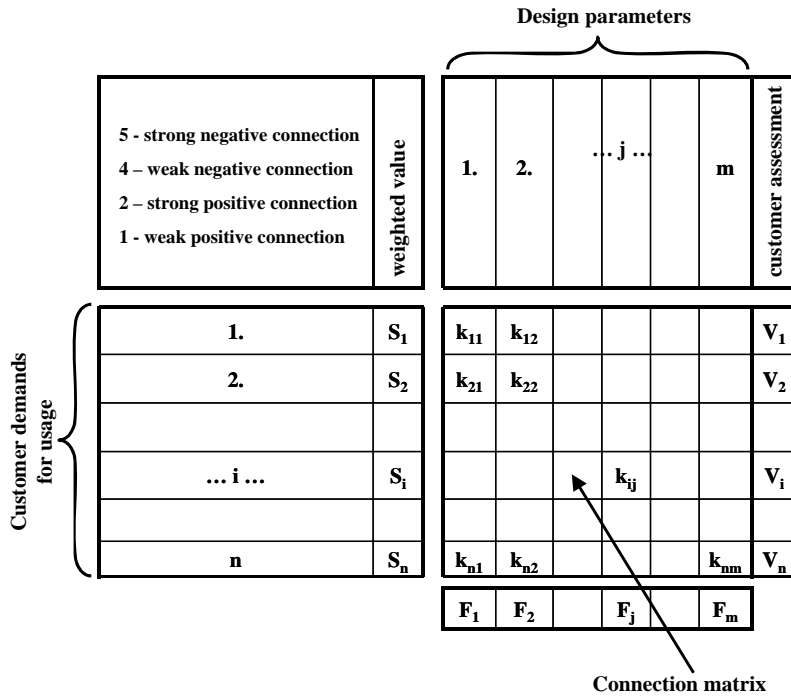 Design parameters
5 - strong negative connection
4 – weak negative connection
2 – strong positive connection
1 - weak positive connection
weighted value
1.
2.
... j ...
m
customer assessment
Customer demands
for usage
1. S1 k11 k12 V1
2. S2 k21 k22 V2
... i ... Si kij Vi
n Sn kn1 kn2 knm Vn
F1 F2 Fj Fm
Connection matrix